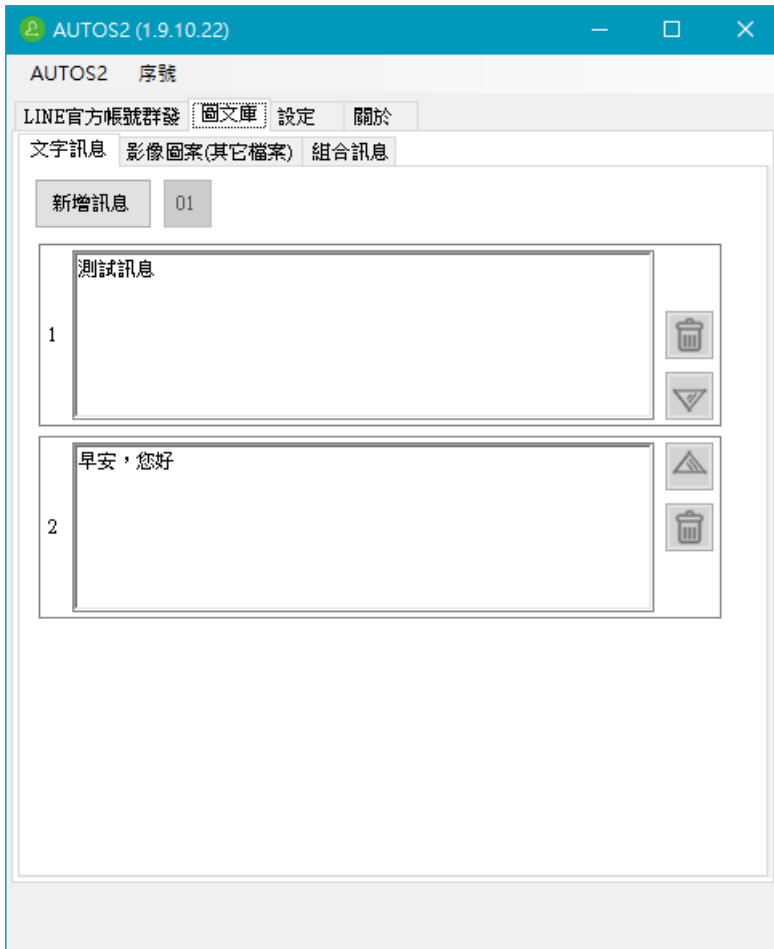 AUTOS2 (1.9.10.22)
AUTOS2 序號
LINE官方帳號群發 圖文庫 設定 關於
文字訊息 影像圖案(其它檔案) 組合訊息
新增訊息 01
測試訊息
1
早安，您好
2